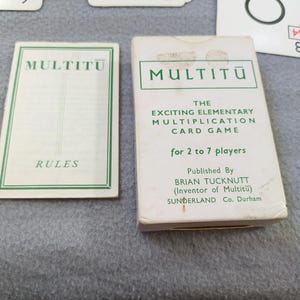 MULTITŪ
RULES
MULTITŪ
THE
EXCITING ELEMENTARY
MULTIPLICATION
CARD GAME
for 2 to 7 players
Published By
BRIAN TUCKNUTT
(Inventor of Multitū)
SUNDERLAND Co. Durham